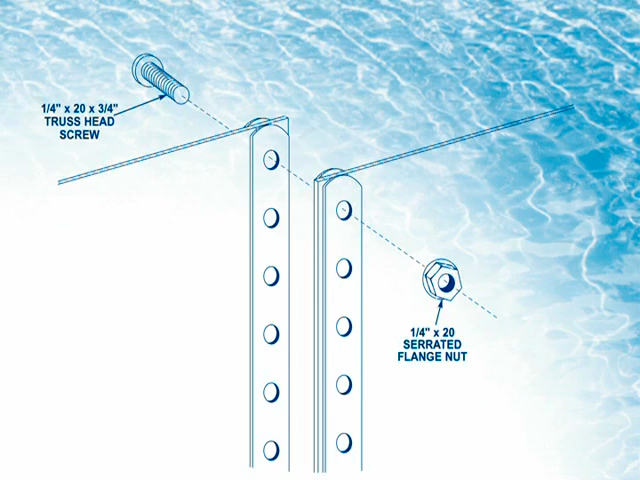 1/4" x 20 x 3/4"
TRUSS HEAD
SCREW
1/4" x 20
SERRATED
FLANGE NUT